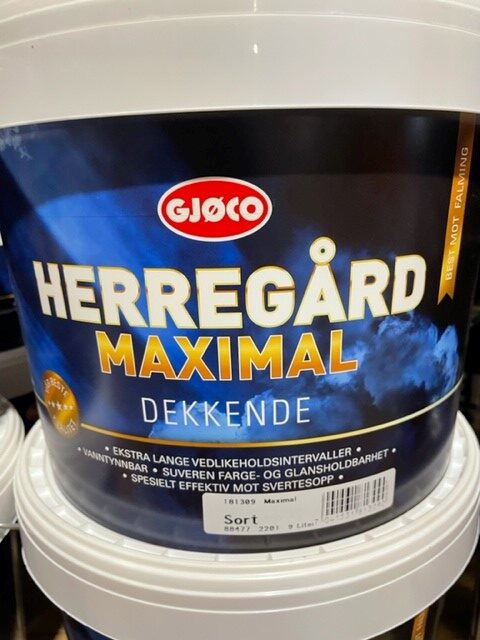 BEST MOT FALMING
GJØCO
HERREGÅRD
MAXIMAL
DEKKENDE
• EKSTRA LANGE VEDLIKEHOLDSINTERVALLER •
• VANNTYNNBAR • SUVEREN FARGE- OG GLANSHOLDBARHET •
• SPESIELT EFFEKTIV MOT SVERTESOPP •
181309 Maximal
Sort
88477 2201 9 Liter